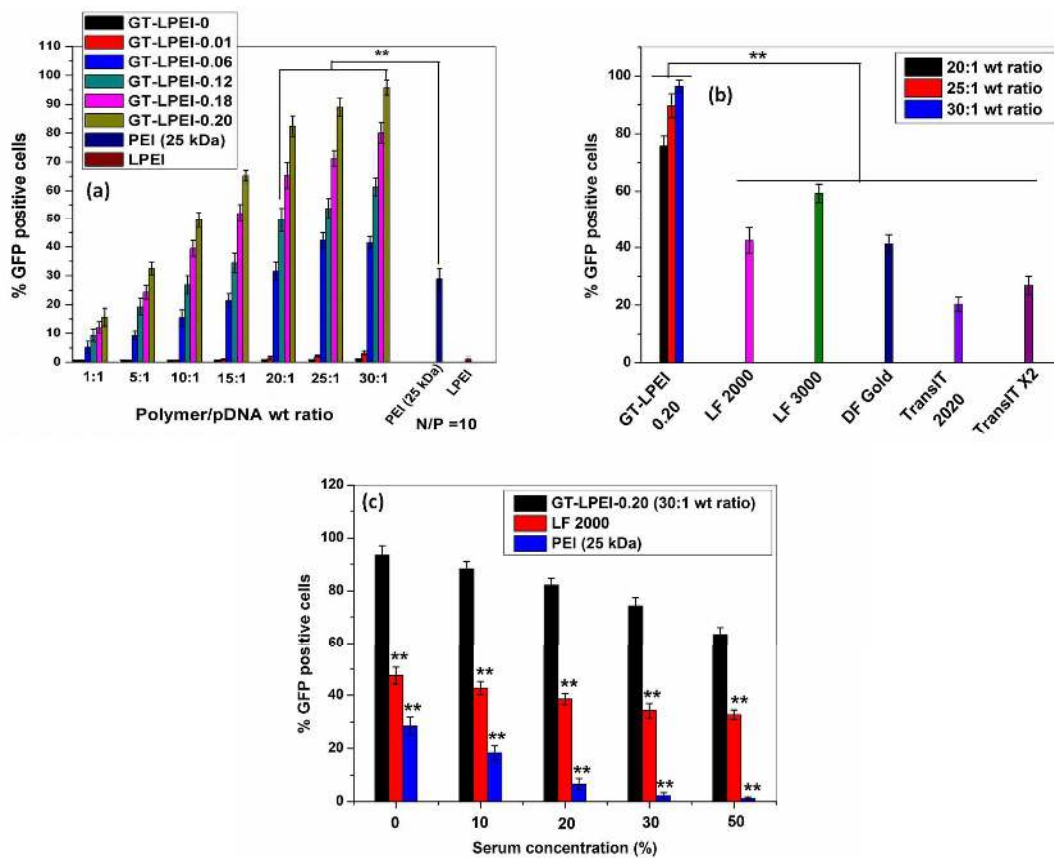 GT-LPEI-0
GT-LPEI-0.01
GT-LPEI-0.06
GT-LPEI-0.12
GT-LPEI-0.18
GT-LPEI-0.20
PEI (25 kDa)
LPEI
(a)
**
110
100
90
80
70
60
50
40
30
20
10
0
% GFP positive cells
1:1 5:1 10:1 15:1 20:1 25:1 30:1
PEI (25 kDa)
LPEI
Polymer/pDNA wt ratio
N/P =10
(b)
**
20:1 wt ratio
25:1 wt ratio
30:1 wt ratio
100
80
60
40
20
0
% GFP positive cells
GT-LPEI
0.20
LF 2000
LF 3000
DF Gold
TransIT
2020
TransIT X2
(c)
GT-LPEI-0.20 (30:1 wt ratio)
LF 2000
PEI (25 kDa)
120
100
80
60
40
20
0
% GFP positive cells
** ** ** ** **
** ** ** ** **
0 10 20 30 50
Serum concentration (%)